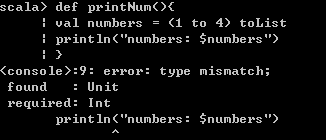 scala> def printNum(){
     | val numbers = (1 to 4) toList
     | println("numbers: $numbers")
     | }
<console>:9: error: type mismatch;
 found   : Unit
 required: Int
       println("numbers: $numbers")
              ^